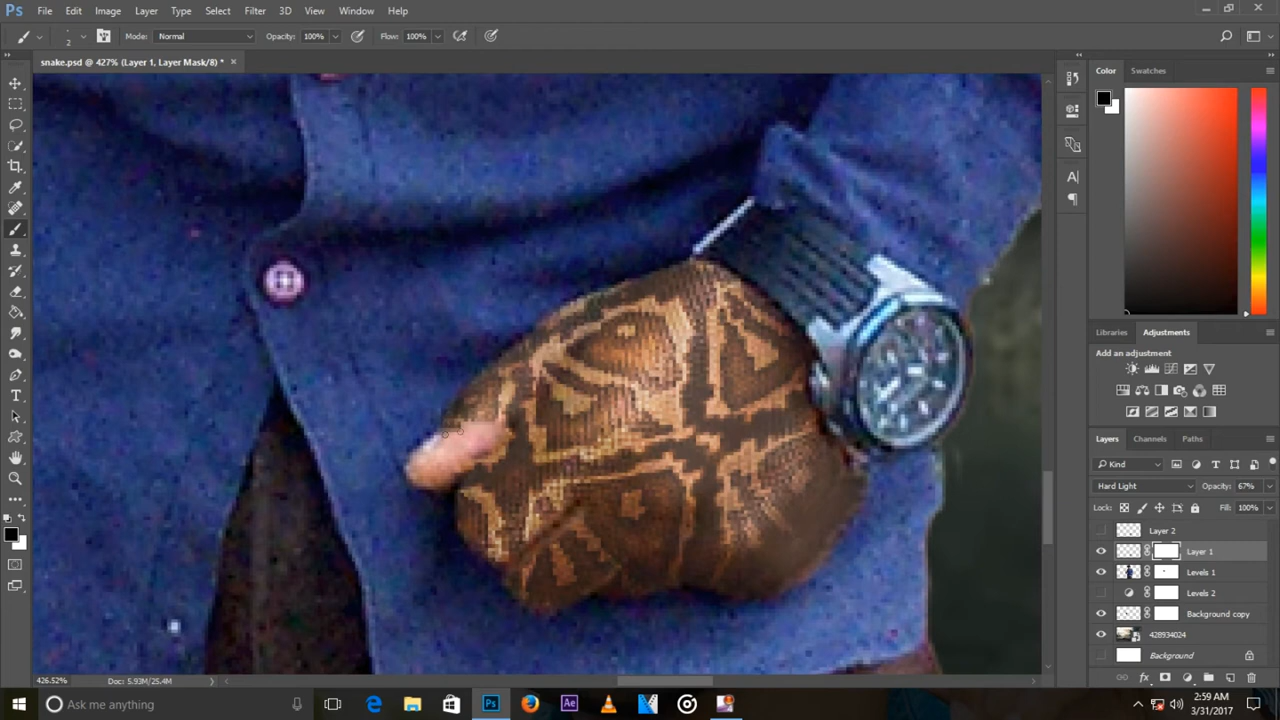 Ps File Edit Image Layer Type Select Filter 3D View Window Help
2 Mode: Normal Opacity: 100% Flow: 100%
snake.psd @ 427% (Layer 1, Layer Mask/8) *
Color Swatches
Libraries Adjustments
Add an adjustment
Layers Channels Paths
Kind
Hard Light Opacity: 67%
Lock: Fill: 100%
Layer 2
Layer 1
Levels 1
Levels 2
Background copy
428934024
Background
426.52% Doc: 5.93M/25.4M
Ask me anything
Ps
Ae
2:59 AM
3/31/2017